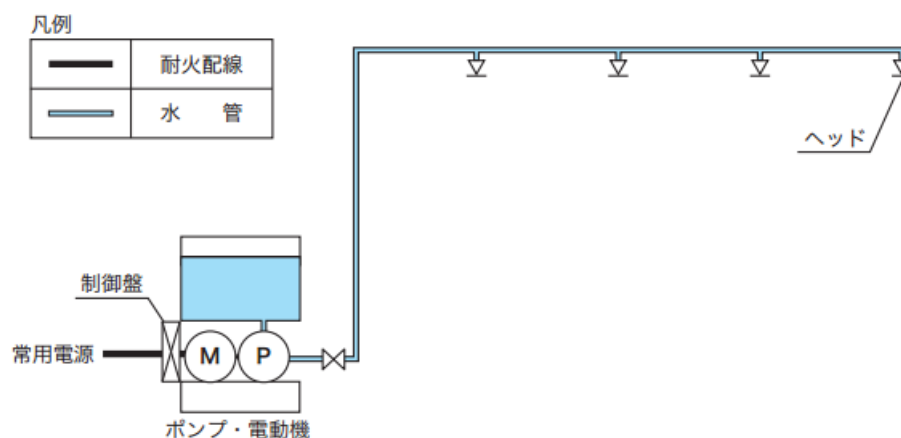 凡例
耐火配線
水　管
ヘッド
制御盤
常用電源
M P
ポンプ・電動機